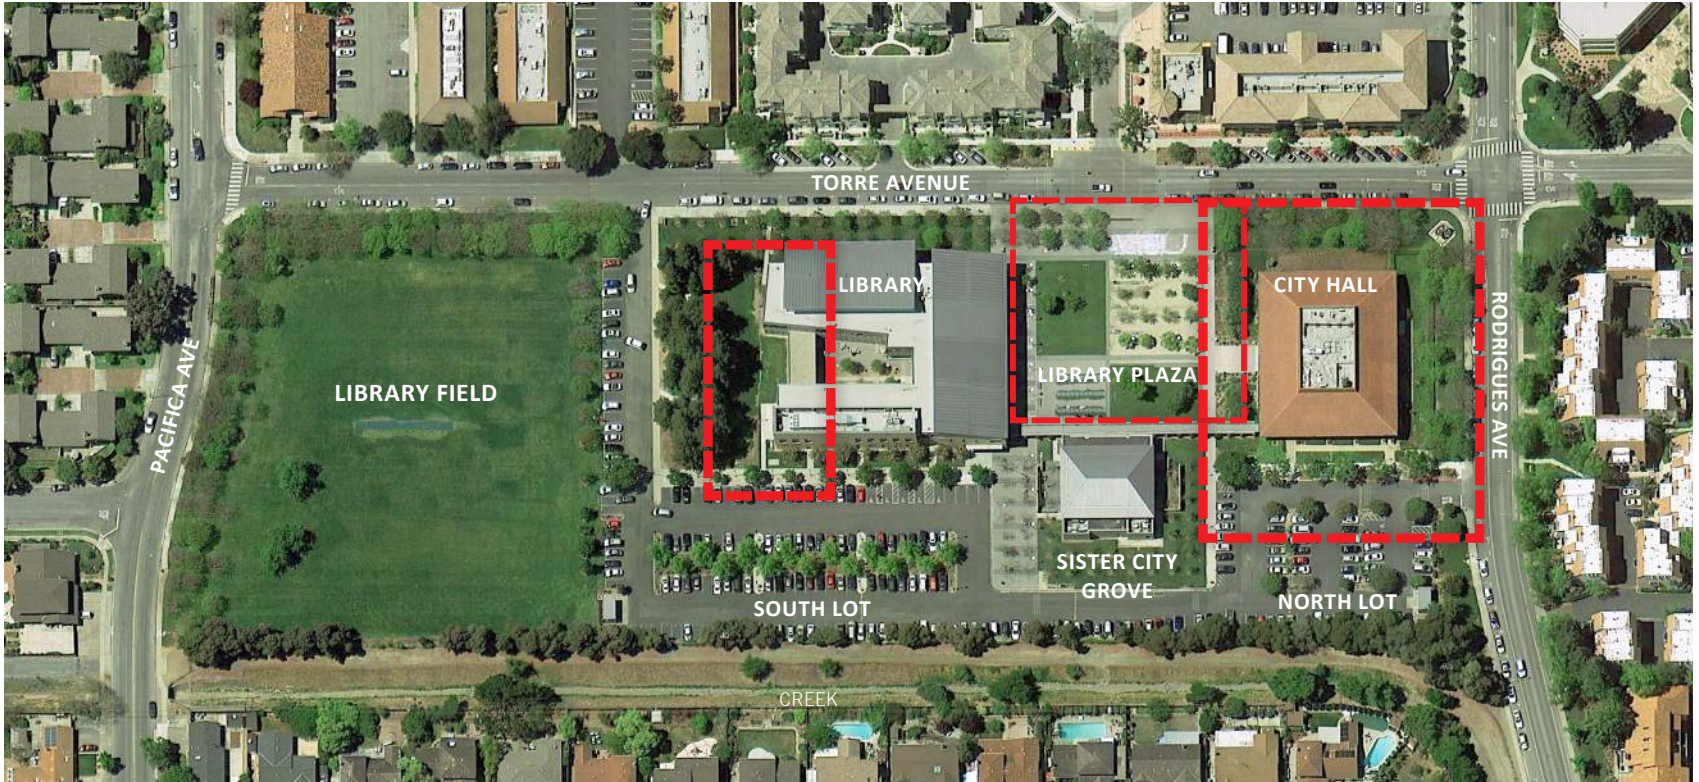 TORRE AVENUE
LIBRARY
CITY HALL
RODRIGUES AVE
PACIFICA AVE
LIBRARY FIELD
LIBRARY PLAZA
SISTER CITY
GROVE
SOUTH LOT
NORTH LOT
CREEK